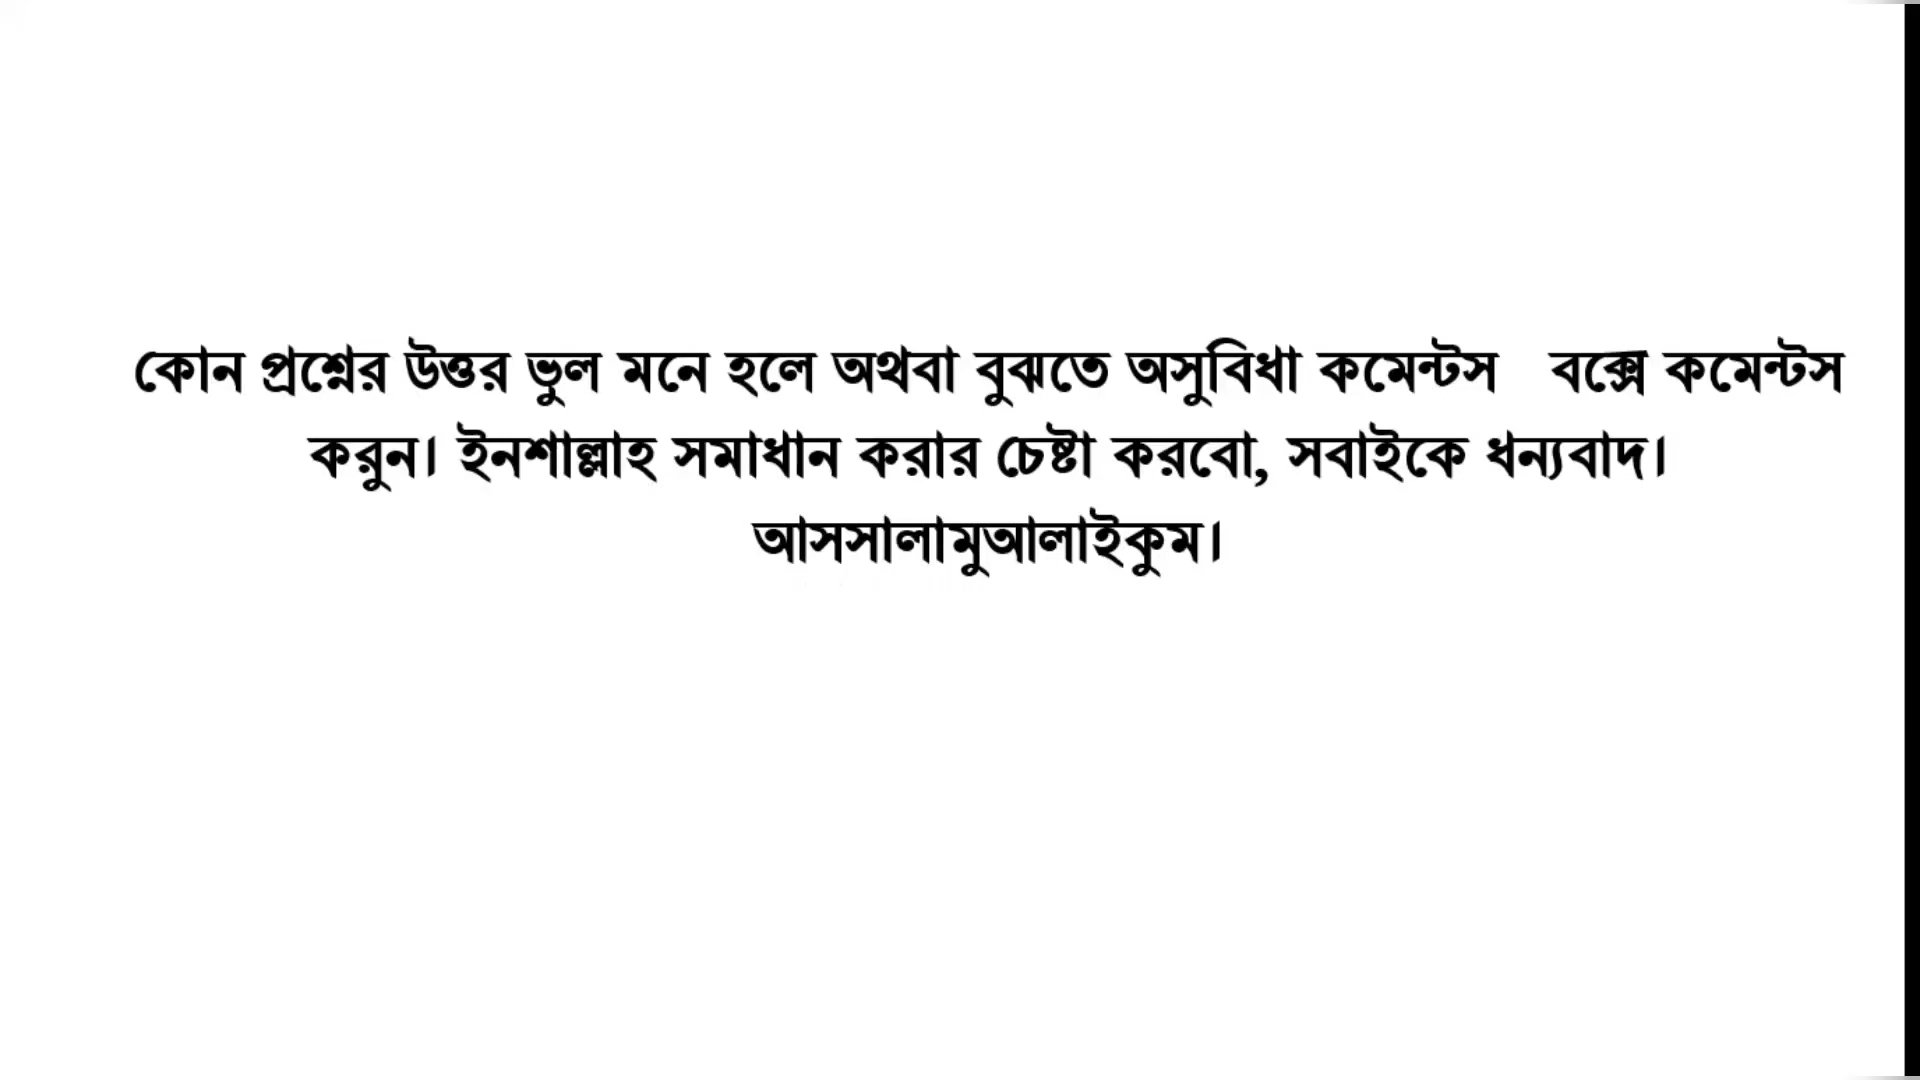 কোন প্রশ্নের উত্তর ভুল মনে হলে অথবা বুঝতে অসুবিধা কমেন্টস বক্সে কমেন্টস
করুন। ইনশাল্লাহ সমাধান করার চেষ্টা করবো, সবাইকে ধন্যবাদ।
আসসালামুআলাইকুম।